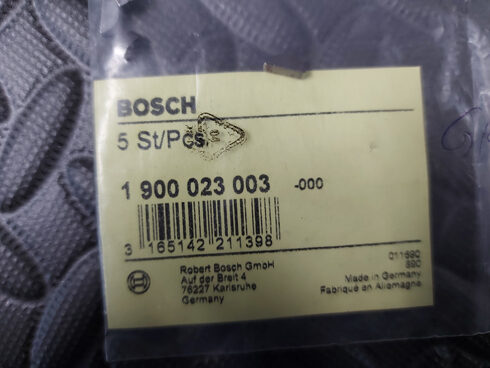 BOSCH
5 St/Pcs.
1 900 023 003 -000
3 165142 211398
Robert Bosch GmbH
Auf der Breit 4
76227 Karlsruhe
Germany
011690
390
Made in Germany
Fabriqué en Allemagne